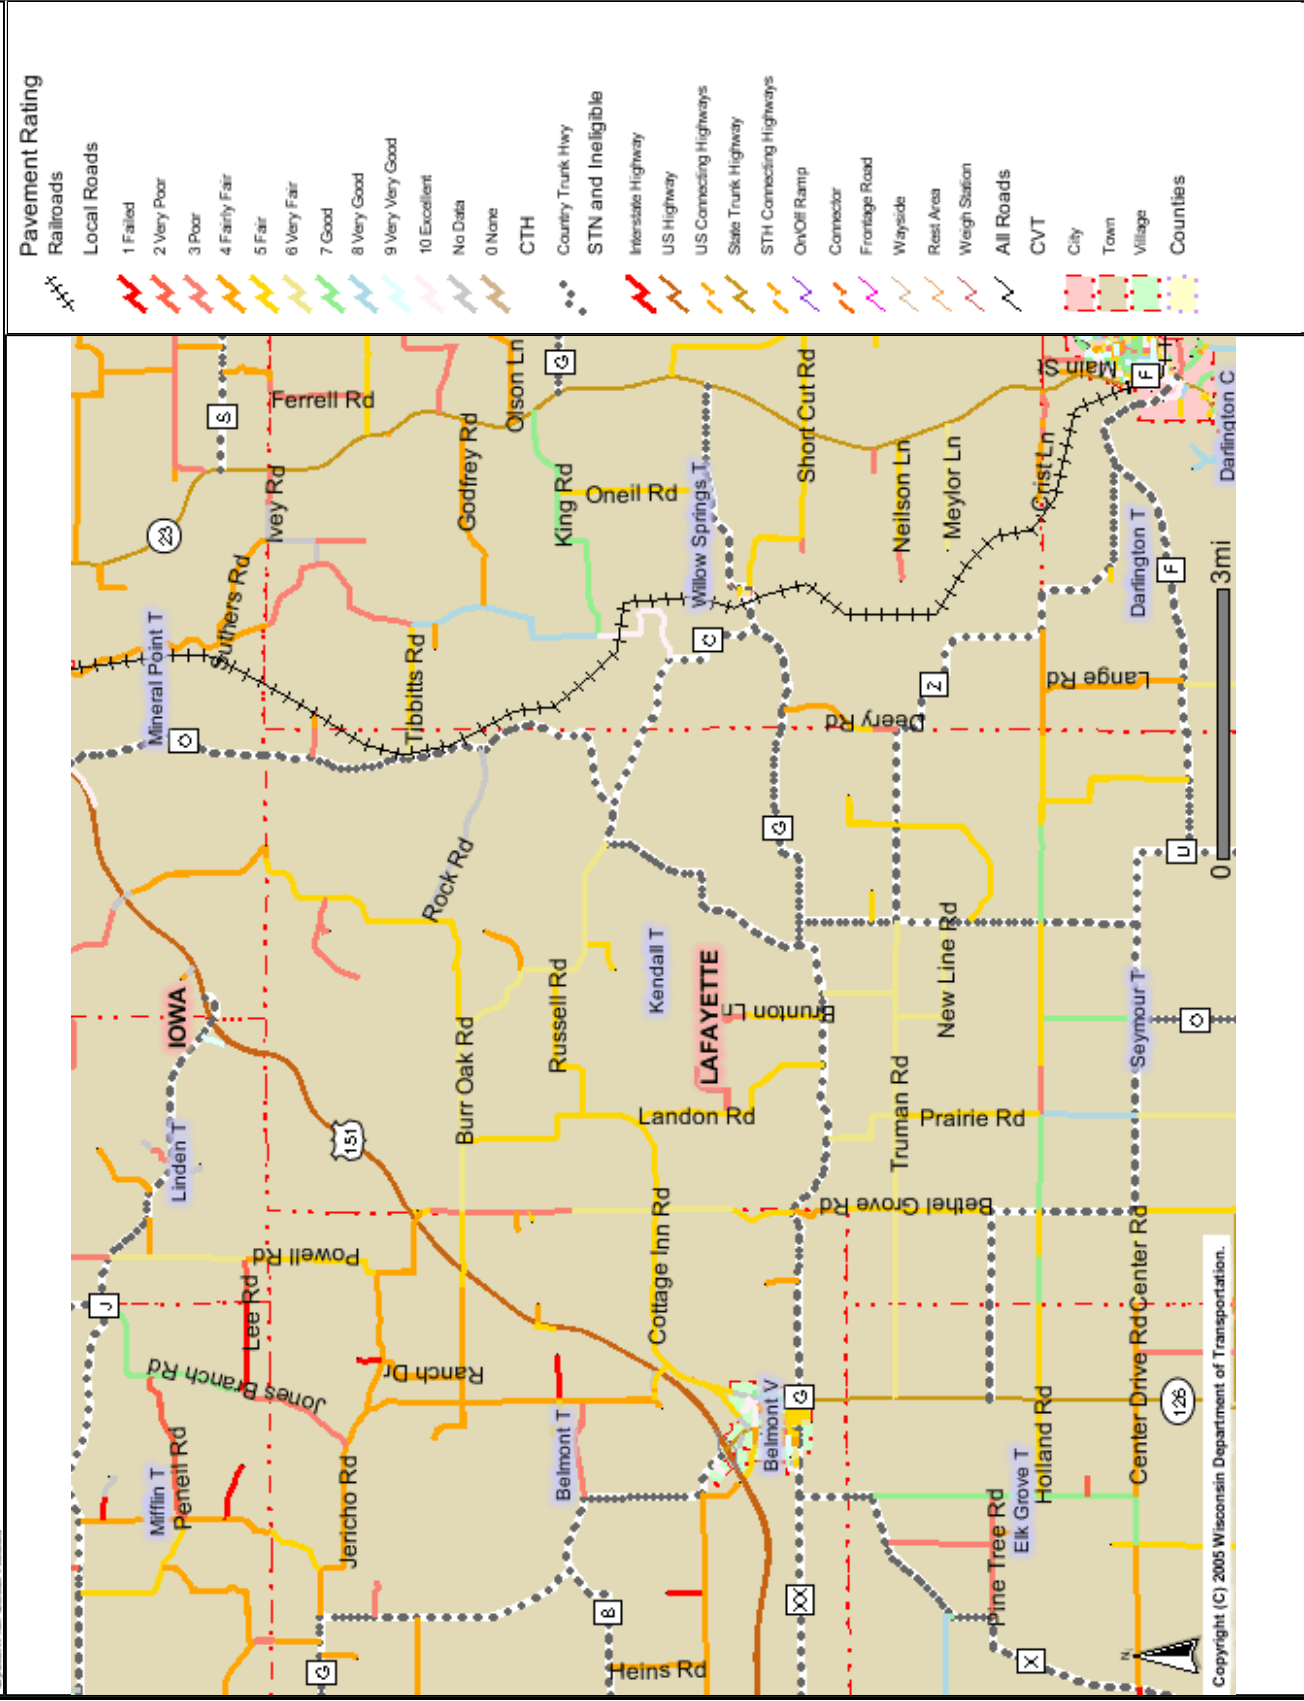 Pavement Rating
Railroads
Local Roads
1 Failed
2 Very Poor
3 Poor
4 Fairly Fair
5 Fair
6 Very Fair
7 Good
8 Very Good
9 Very Very Good
10 Excellent
No Data
0 None
CTH
Country Trunk Hwy
STN and Ineligible
Interstate Highway
US Highway
US Connecting Highways
State Trunk Highway
STH Connecting Highways
On/Off Ramp
Connector
Frontage Road
Wayside
Rest Area
Weigh Station
All Roads
CVT
City
Town
Village
Counties
S
Ferrell Rd
Olson Ln
G
Short Cut Rd
Main St
F
Darlington C
23
Ivey Rd
Godfrey Rd
King Rd
Oneil Rd
Willow Springs T
Neilson Ln
Meylor Ln
Crist Ln
Suthers Rd
Darlington T
F
3mi
Mineral Point T
O
Tibbitts Rd
C
Deery Rd
Z
Lange Rd
Rock Rd
G
U
0
IOWA
Russell Rd
Kendall T
LAFAYETTE
Brunton Ln
New Line Rd
Seymour T
O
Linden T
151
Burr Oak Rd
Landon Rd
Truman Rd
Prairie Rd
J
Powell Rd
Lee Rd
Cottage Inn Rd
Bethel Grove Rd
Center Rd
Jones Branch Rd
Ranch Dr
Belmont V
G
Center Drive Rd
126
Mifflin T
Peneil Rd
Jericho Rd
Belmont T
Holland Rd
Elk Grove T
Pine Tree Rd
G
B
Heins Rd
XX
X
N
Copyright (C) 2005 Wisconsin Department of Transportation.